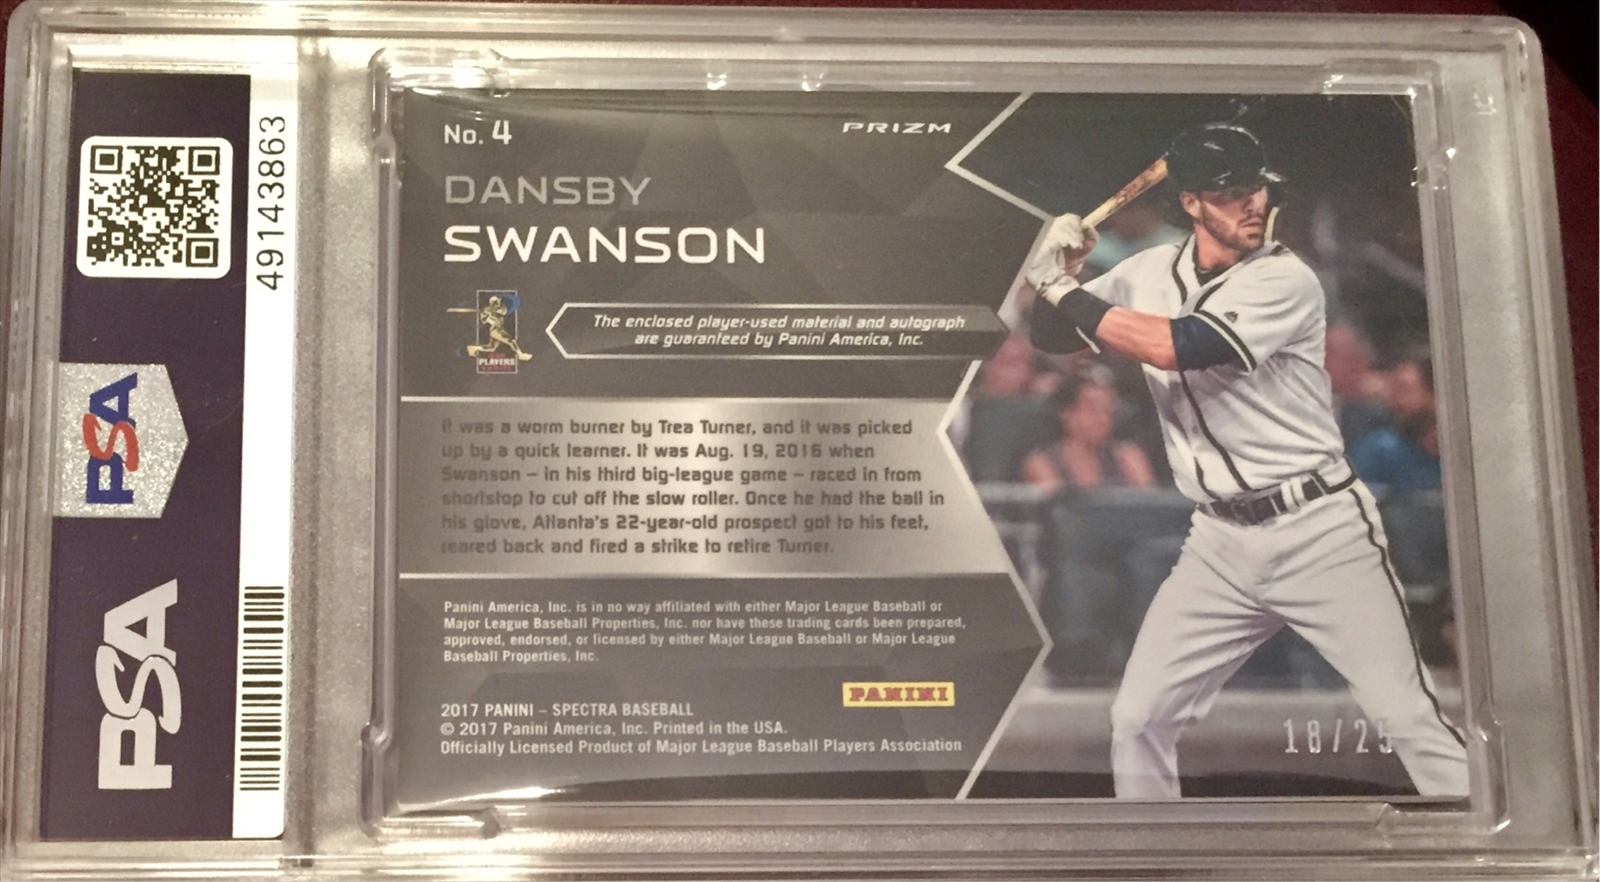 49143863
PSA
PSA
No. 4
PRIZM
DANSBY
SWANSON
PLAYERS
The enclosed player-used material and autograph
are guaranteed by Panini America, Inc.
It was a worm burner by Trea Turner, and it was picked
up by a quick learner. It was Aug. 19, 2016 when
Swanson – in his third big-league game – raced in from
shortstop to cut off the slow roller. Once he had the ball in
his glove, Atlanta's 22-year-old prospect got to his feet,
reared back and fired a strike to retire Turner.
Panini America, Inc. is in no way affiliated with either Major League Baseball or
Major League Baseball Properties, Inc. nor have these trading cards been prepared,
approved, endorsed, or licensed by either Major League Baseball or Major League
Baseball Properties, Inc.
PANINI
2017 PANINI – SPECTRA BASEBALL
© 2017 Panini America, Inc. Printed in the USA.
Officially Licensed Product of Major League Baseball Players Association
18/25